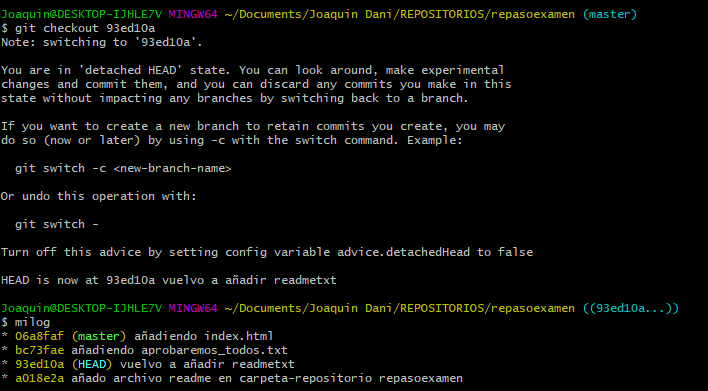 Joaquin@DESKTOP-IJHLE7V MINGW64 ~/Documents/Joaquin Dani/REPOSITORIOS/repasoexamen (master)
$ git checkout 93ed10a
Note: switching to '93ed10a'.

You are in 'detached HEAD' state. You can look around, make experimental
changes and commit them, and you can discard any commits you make in this
state without impacting any branches by switching back to a branch.

If you want to create a new branch to retain commits you create, you may
do so (now or later) by using -c with the switch command. Example:

  git switch -c <new-branch-name>

Or undo this operation with:

  git switch -

Turn off this advice by setting config variable advice.detachedHead to false

HEAD is now at 93ed10a vuelvo a añadir readmetxt

Joaquin@DESKTOP-IJHLE7V MINGW64 ~/Documents/Joaquin Dani/REPOSITORIOS/repasoexamen ((93ed10a...))
$ milog
* 06a8faf (master) añadiendo index.html
* bc73fae añadiendo aprobaremos_todos.txt
* 93ed10a (HEAD) vuelvo a añadir readmetxt
* a018e2a añado archivo readme en carpeta-repositorio repasoexamen